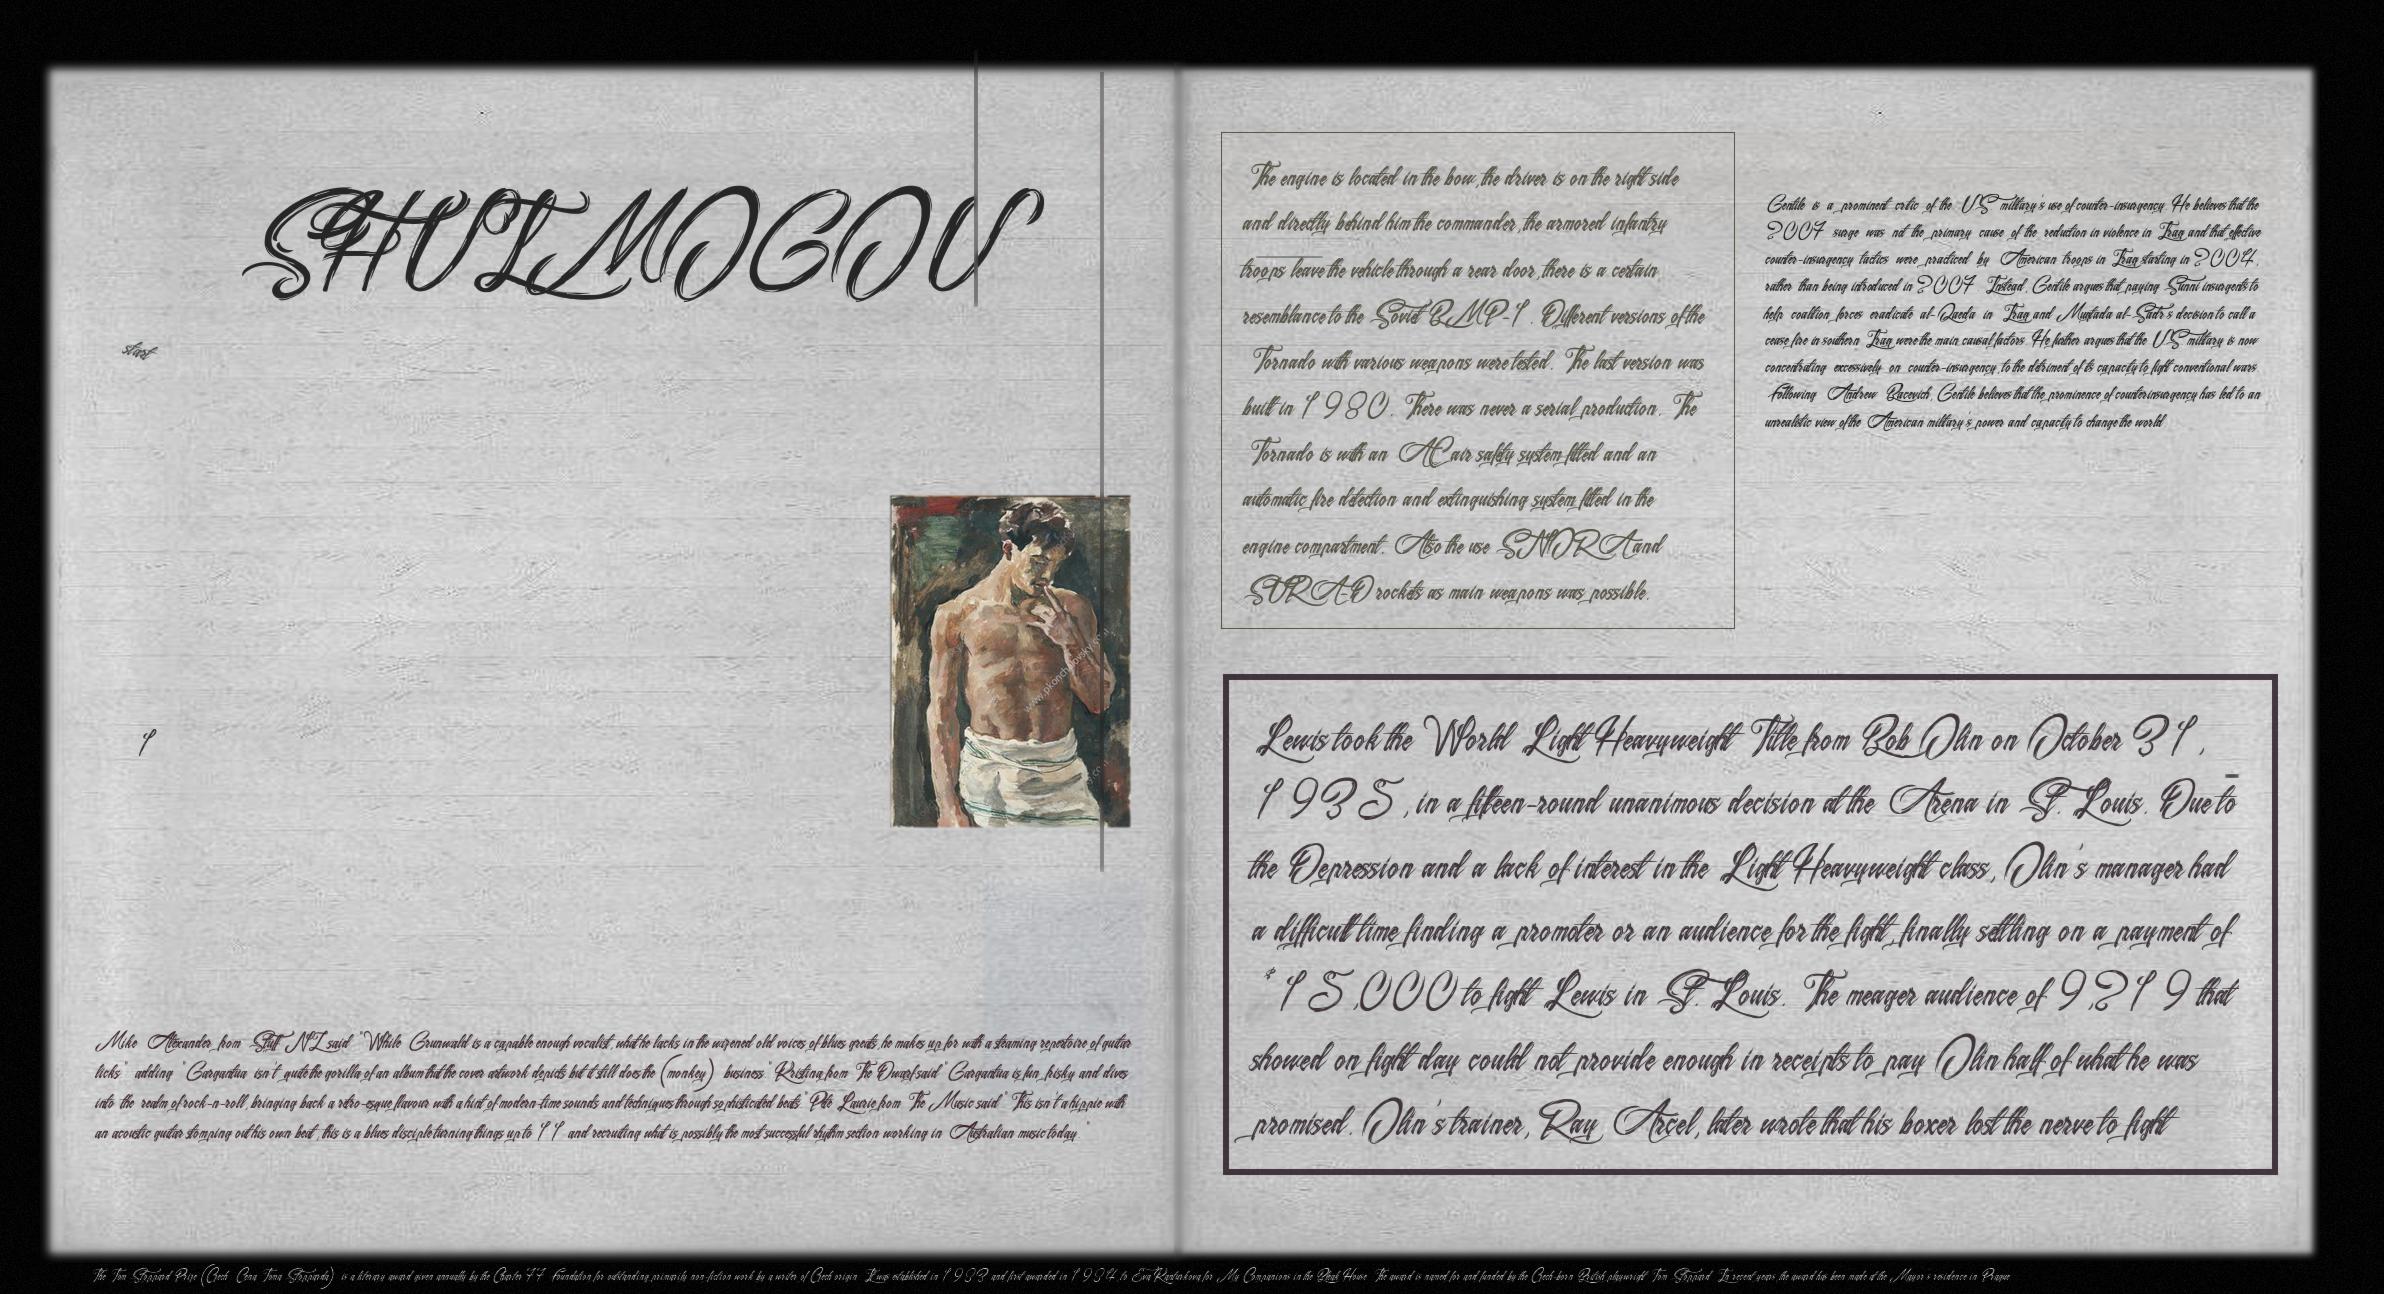 SHULMOGOU
start
1
Mike Alexander from Stuff NZ said "While Grunwald is a capable enough vocalist, what he lacks in the wizened old voices of blues greats, he makes up for with a steaming repertoire of guitar
licks" adding "Gargantua isn't quite the gorilla of an album that the cover artwork depicts but it still does the (monkey) business." Kristina from The Dwarf said "Gargantua is fun, frisky and dives
into the realm of rock-n-roll, bringing back a retro-esque flavour with a hint of modern-time sounds and techniques through sophisticated beats." Pete Laurie from The Music said "This isn't a hippie with
an acoustic guitar stomping out his own beat, this is a blues disciple turning things up to 11 and recruiting what is possibly the most successful rhythm section working in Australian music today."
The engine is located in the bow, the driver is on the right side
and directly behind him the commander, the armored infantry
troops leave the vehicle through a rear door, there is a certain
resemblance to the Soviet BMP-1. Different versions of the
Tornado with various weapons were tested. The last version was
built in 1980. There was never a serial production. The
Tornado is with an AC air safety system fitted and an
automatic fire detection and extinguishing system fitted in the
engine compartment. Also the use SNORA and
SURA-D rockets as main weapons was possible.
Gentile is a prominent critic of the US military's use of counter-insurgency. He believes that the
2007 surge was not the primary cause of the reduction in violence in Iraq and that effective
counter-insurgency tactics were practiced by American troops in Iraq starting in 2004,
rather than being introduced in 2007. Instead, Gentile argues that paying Sunni insurgents to
help coalition forces eradicate al-Qaeda in Iraq and Muqtada al-Sadr's decision to call a
cease fire in southern Iraq were the main causal factors. He further argues that the US military is now
concentrating excessively on counter-insurgency, to the detriment of its capacity to fight conventional wars.
Following Andrew Bacevich, Gentile believes that the prominence of counterinsurgency has led to an
unrealistic view of the American military's power and capacity to change the world
Lewis took the World Light Heavyweight Title from Bob Olin on October 31,
1935, in a fifteen-round unanimous decision at the Arena in St. Louis. Due to
the Depression and a lack of interest in the Light Heavyweight class, Olin's manager had
a difficult time finding a promoter or an audience for the fight, finally settling on a payment of
$15,000 to fight Lewis in St. Louis. The meager audience of 9,219 that
showed on fight day could not provide enough in receipts to pay Olin half of what he was
promised. Olin's trainer, Ray Arcel, later wrote that his boxer lost the nerve to fight
The Tom Stoppard Prize (Czech: Cena Toma Stopparda) is a literary award given annually by the Charter 77 Foundation for outstanding primarily non-fiction work by a writer of Czech origin. It was established in 1983 and first awarded in 1984 to Eva Kanturkova for My Companions in the Bleak House. The award is named for and funded by the Czech-born British playwright Tom Stoppard. In recent years the award has been made at the Mayor's residence in Prague